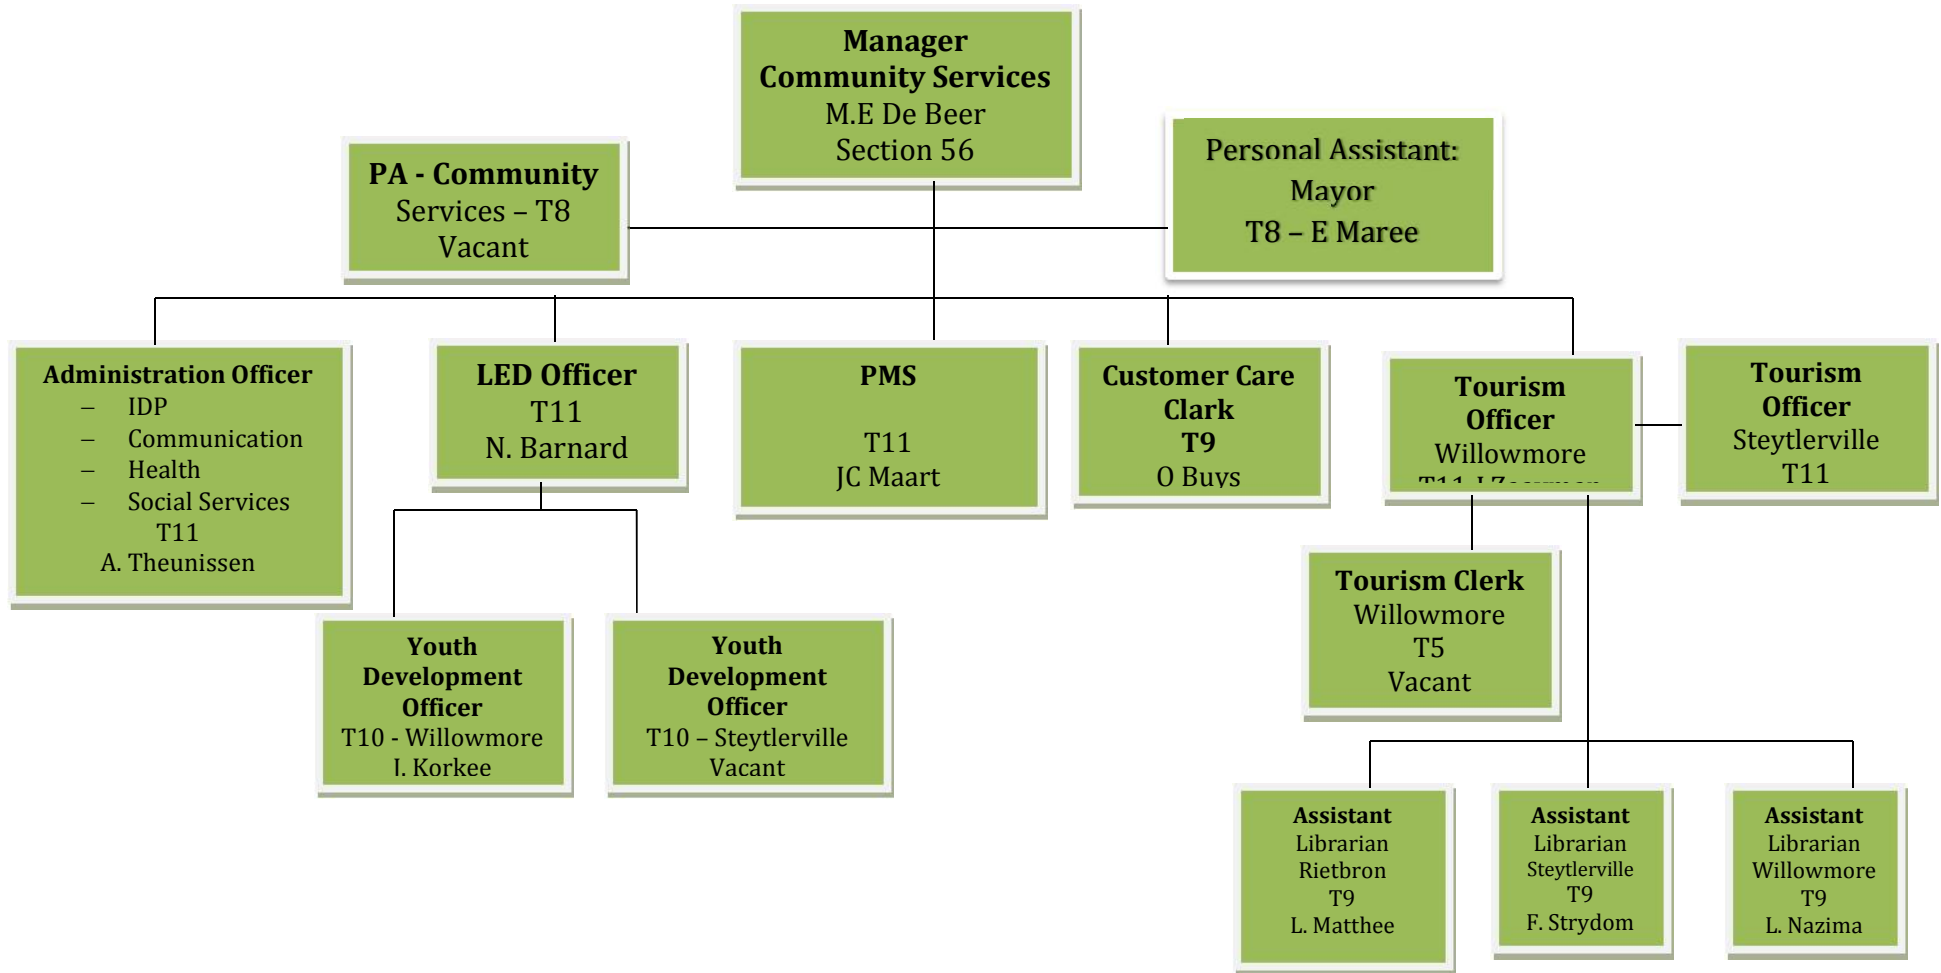 Manager
Community Services
M.E De Beer
Section 56
PA - Community
Services – T8
Vacant
Personal Assistant:
Mayor
T8 – E Maree
Administration Officer
– IDP
– Communication
– Health
– Social Services
T11
A. Theunissen
LED Officer
T11
N. Barnard
PMS
T11
JC Maart
Customer Care
Clark
T9
O Buys
Tourism
Officer
Willowmore
Tourism
Officer
Steytlerville
T11
Youth
Development
Officer
T10 - Willowmore
J. Korkee
Youth
Development
Officer
T10 – Steytlerville
Vacant
Tourism Clerk
Willowmore
T5
Vacant
Assistant
Librarian
Rietbron
T9
L. Matthee
Assistant
Librarian
Steytlerville
T9
F. Strydom
Assistant
Librarian
Willowmore
T9
L. Nazima